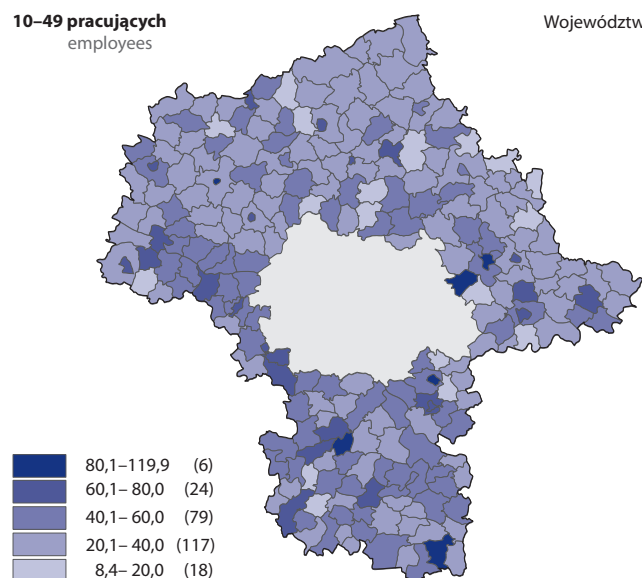 10–49 pracujących
employees
Województw
80,1–119,9 (6)
60,1– 80,0 (24)
40,1– 60,0 (79)
20,1– 40,0 (117)
8,4– 20,0 (18)